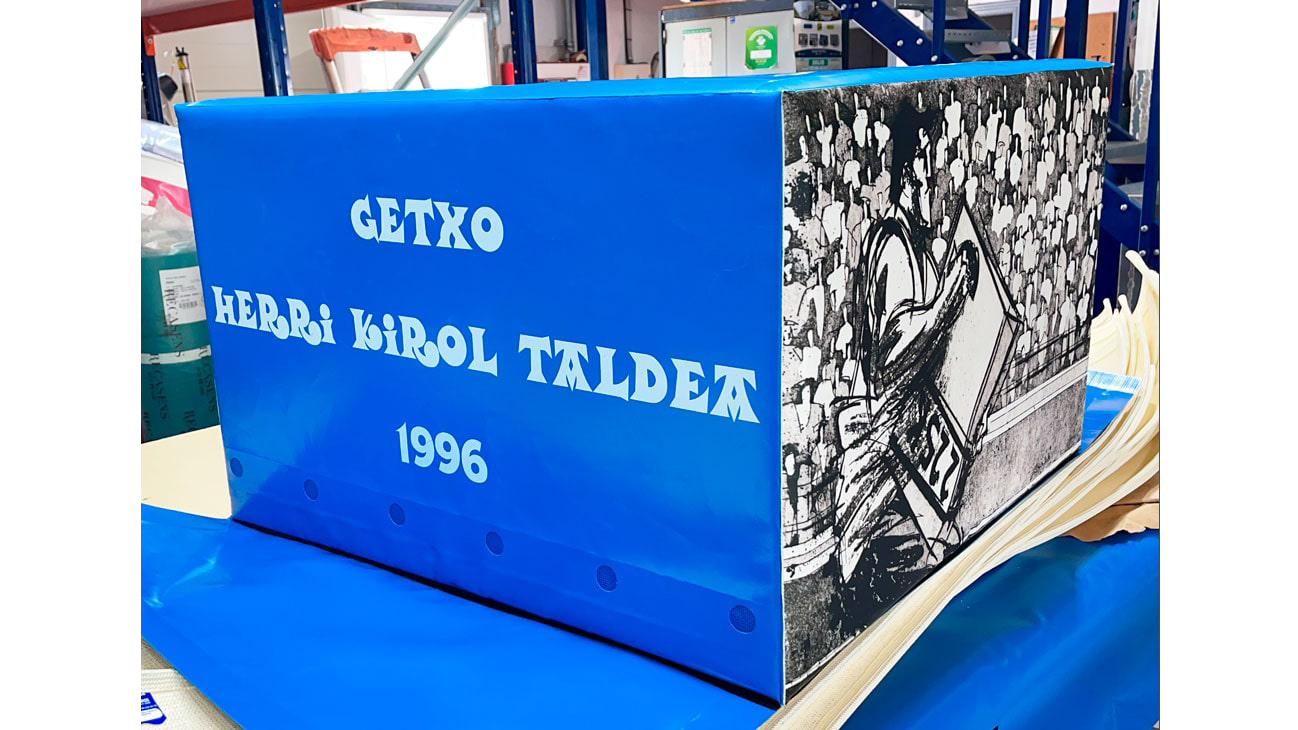 GETXO
HERRi KiROL TALDEA
1996